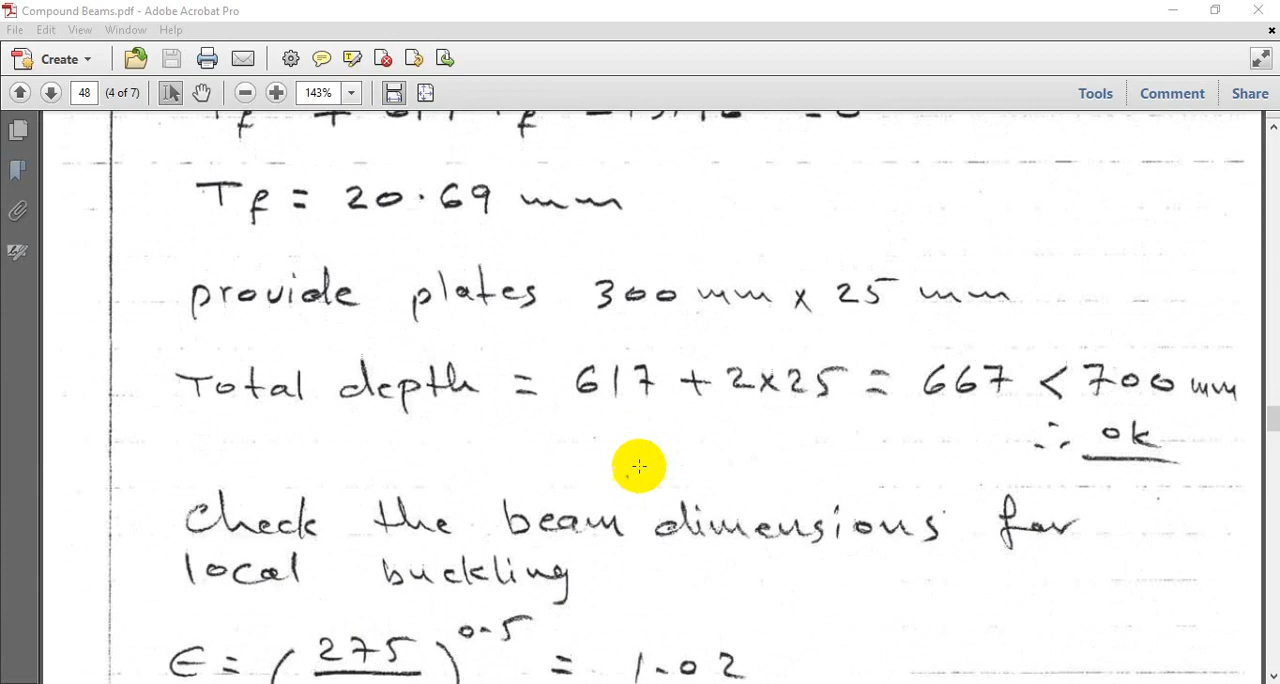 Compound Beams.pdf - Adobe Acrobat Pro
File Edit View Window Help
Create
48 (4 of 7) 143% Tools Comment Share
Tf = 20.69 mm
provide plates 300 mm x 25 mm
Total depth = 617 + 2x25 = 667 < 700 mm
∴ ok
Check the beam dimensions for
local buckling
ϵ = ( 275 )^0.5 = 1.02